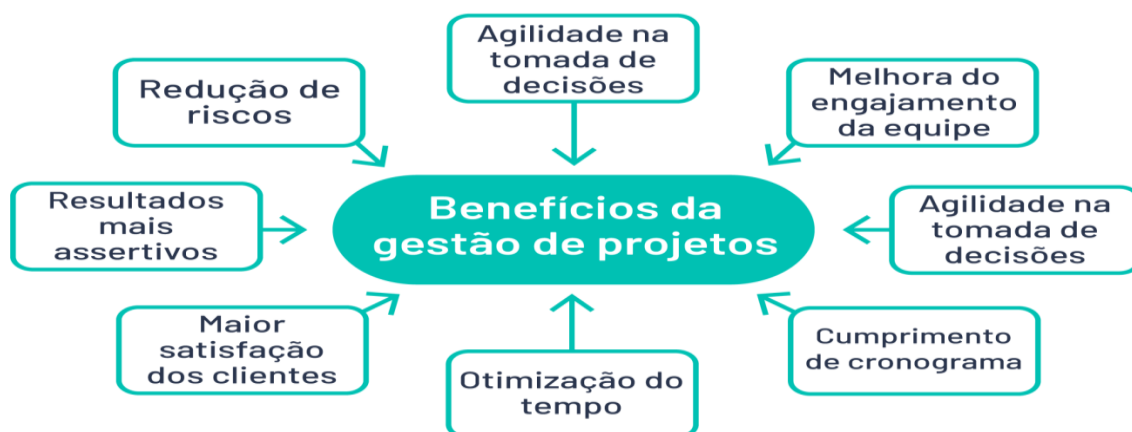 Agilidade na
tomada de
decisões
Redução de
riscos
Melhora do
engajamento
da equipe
Resultados
mais
assertivos
Benefícios da
gestão de projetos
Agilidade na
tomada de
decisões
Maior
satisfação
dos clientes
Otimização do
tempo
Cumprimento
de cronograma